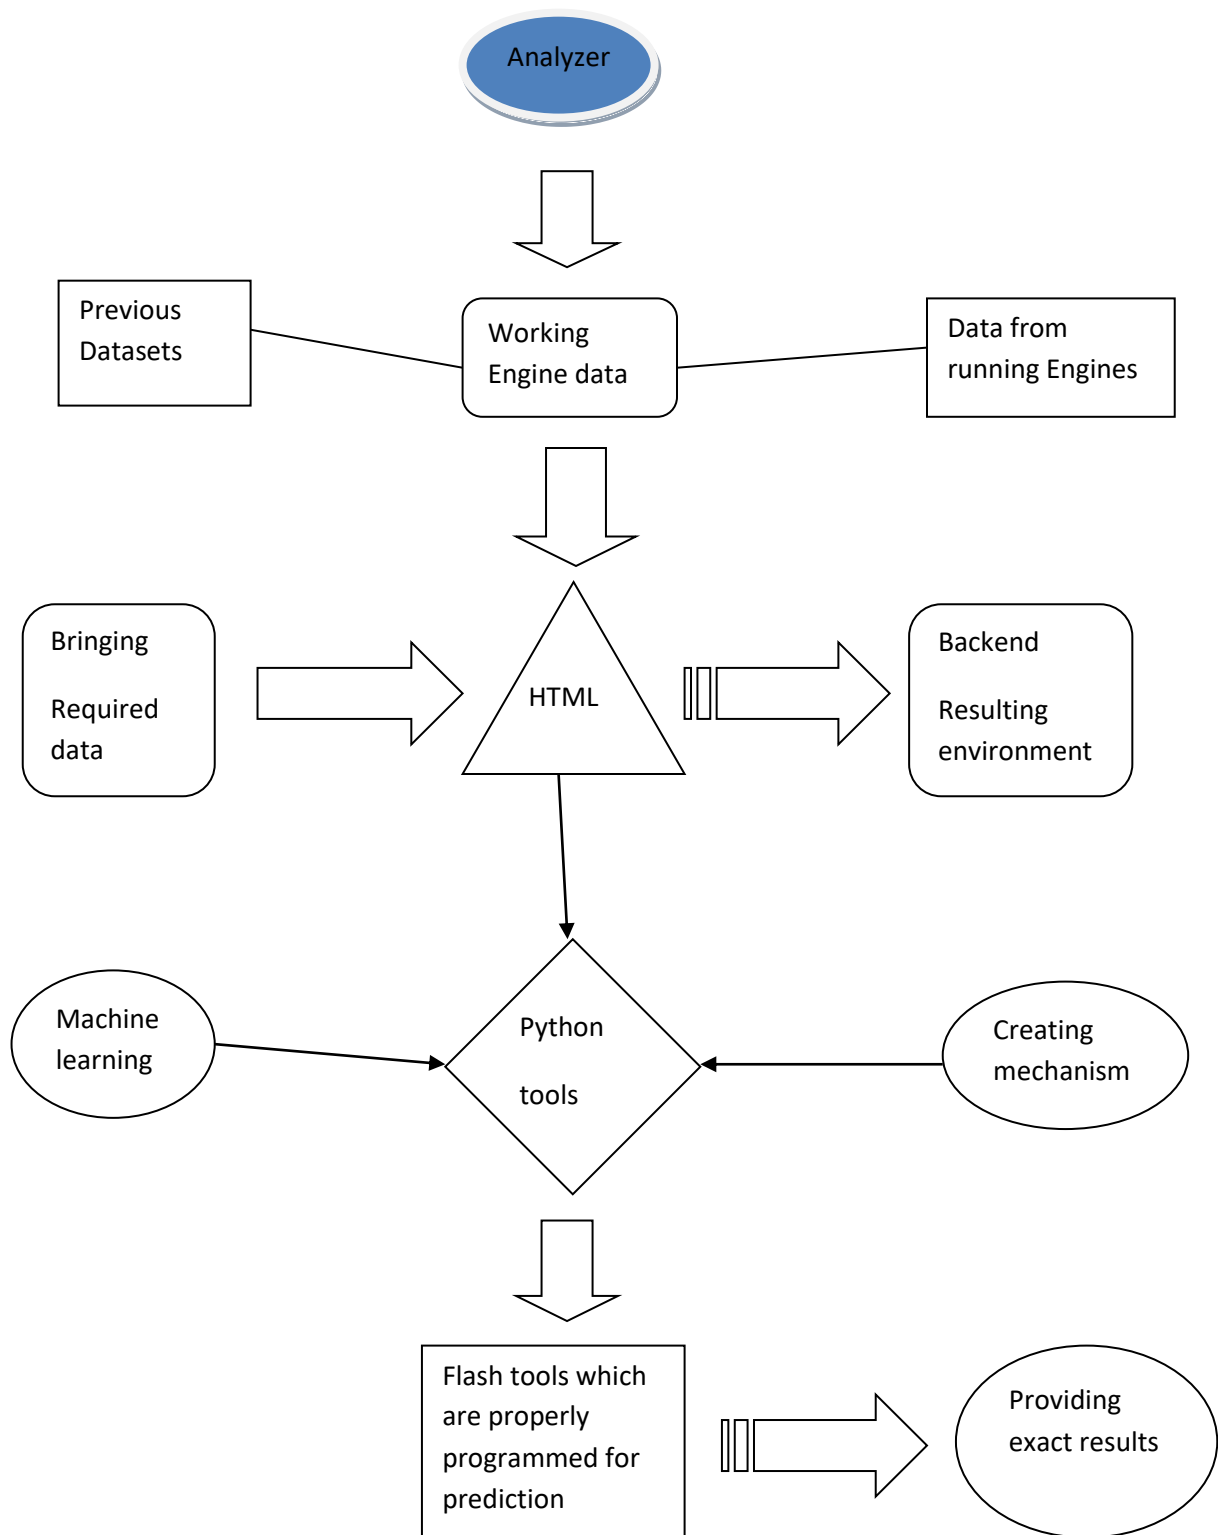 Analyzer
Previous
Datasets
Working
Engine data
Data from
running Engines
Bringing
Required
data
HTML
Backend
Resulting
environment
Machine
learning
Python
tools
Creating
mechanism
Flash tools which
are properly
programmed for
prediction
Providing
exact results